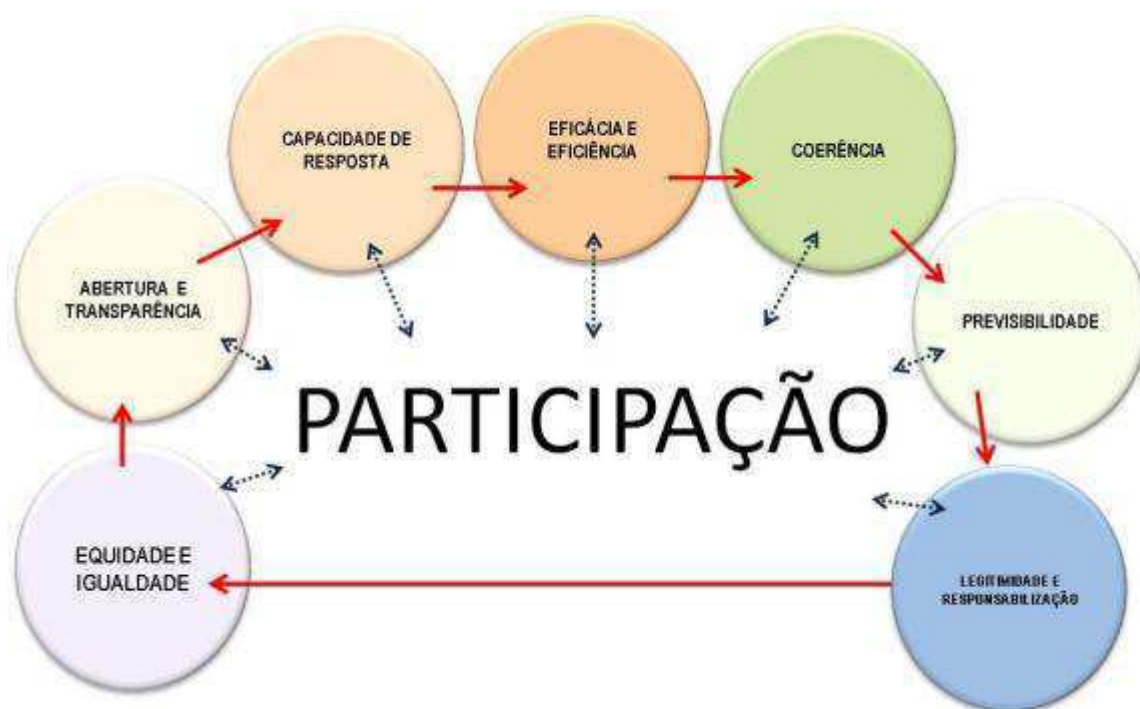 CAPACIDADE DE
RESPOSTA
EFICÁCIA E
EFICIÊNCIA
COERÊNCIA
ABERTURA E
TRANSPARÊNCIA
PREVISIBILIDADE
PARTICIPAÇÃO
EQUIDADE E
IGUALDADE
LEGITIMIDADE E
RESPONSABILIZAÇÃO